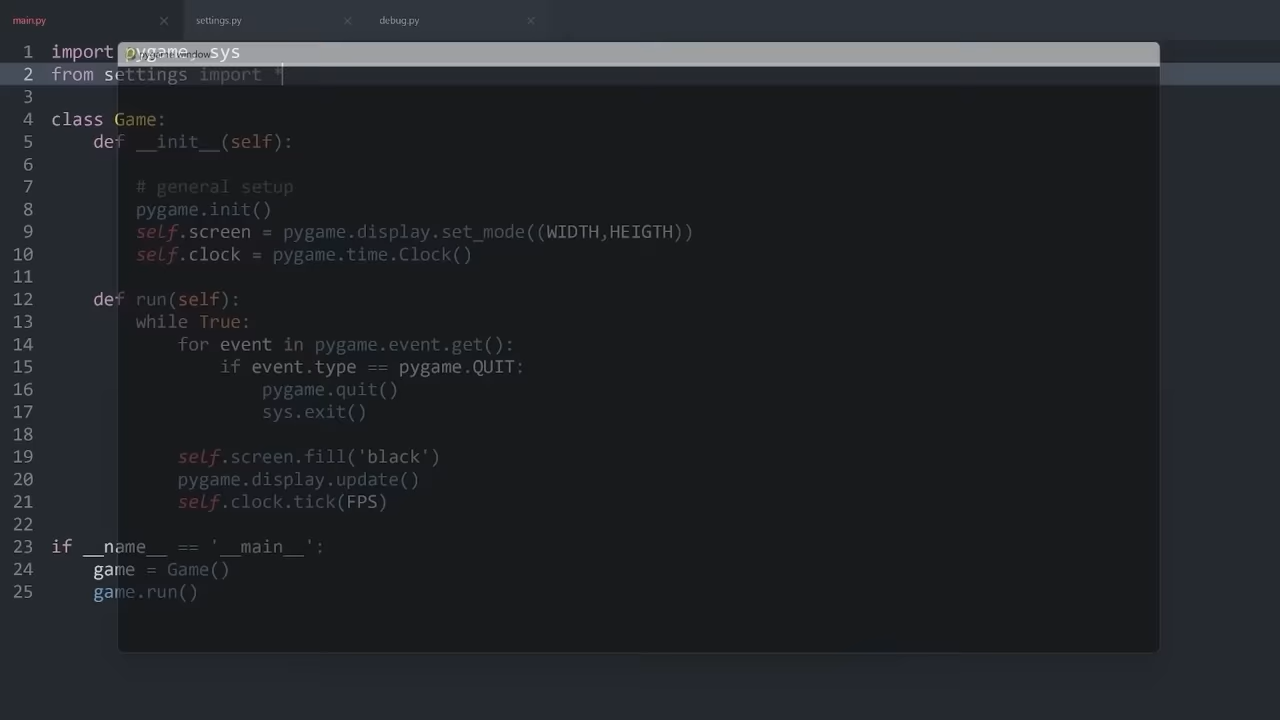 main.py
settings.py
debug.py
pygame window
1 import pygame, sys
2 from settings import *
3
4 class Game:
5 def __init__(self):
6
7 # general setup
8 pygame.init()
9 self.screen = pygame.display.set_mode((WIDTH,HEIGTH))
10 self.clock = pygame.time.Clock()
11
12 def run(self):
13 while True:
14 for event in pygame.event.get():
15 if event.type == pygame.QUIT:
16 pygame.quit()
17 sys.exit()
18
19 self.screen.fill('black')
20 pygame.display.update()
21 self.clock.tick(FPS)
22
23 if __name__ == '__main__':
24 game = Game()
25 game.run()